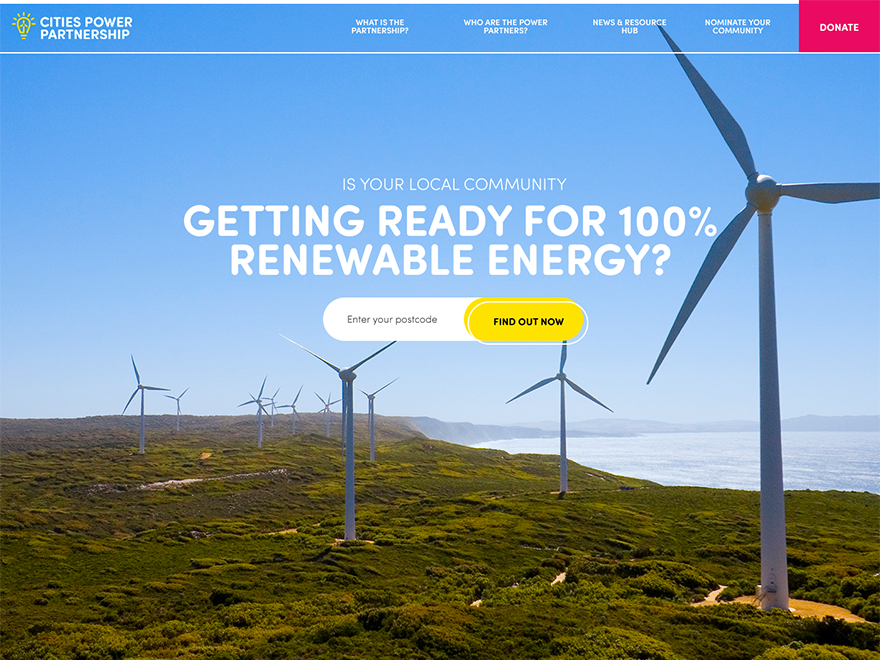 CITIES POWER
PARTNERSHIP
WHAT IS THE
PARTNERSHIP?
WHO ARE THE POWER
PARTNERS?
NEWS & RESOURCE
HUB
NOMINATE YOUR
COMMUNITY
DONATE
IS YOUR LOCAL COMMUNITY
GETTING READY FOR 100%
RENEWABLE ENERGY?
Enter your postcode
FIND OUT NOW